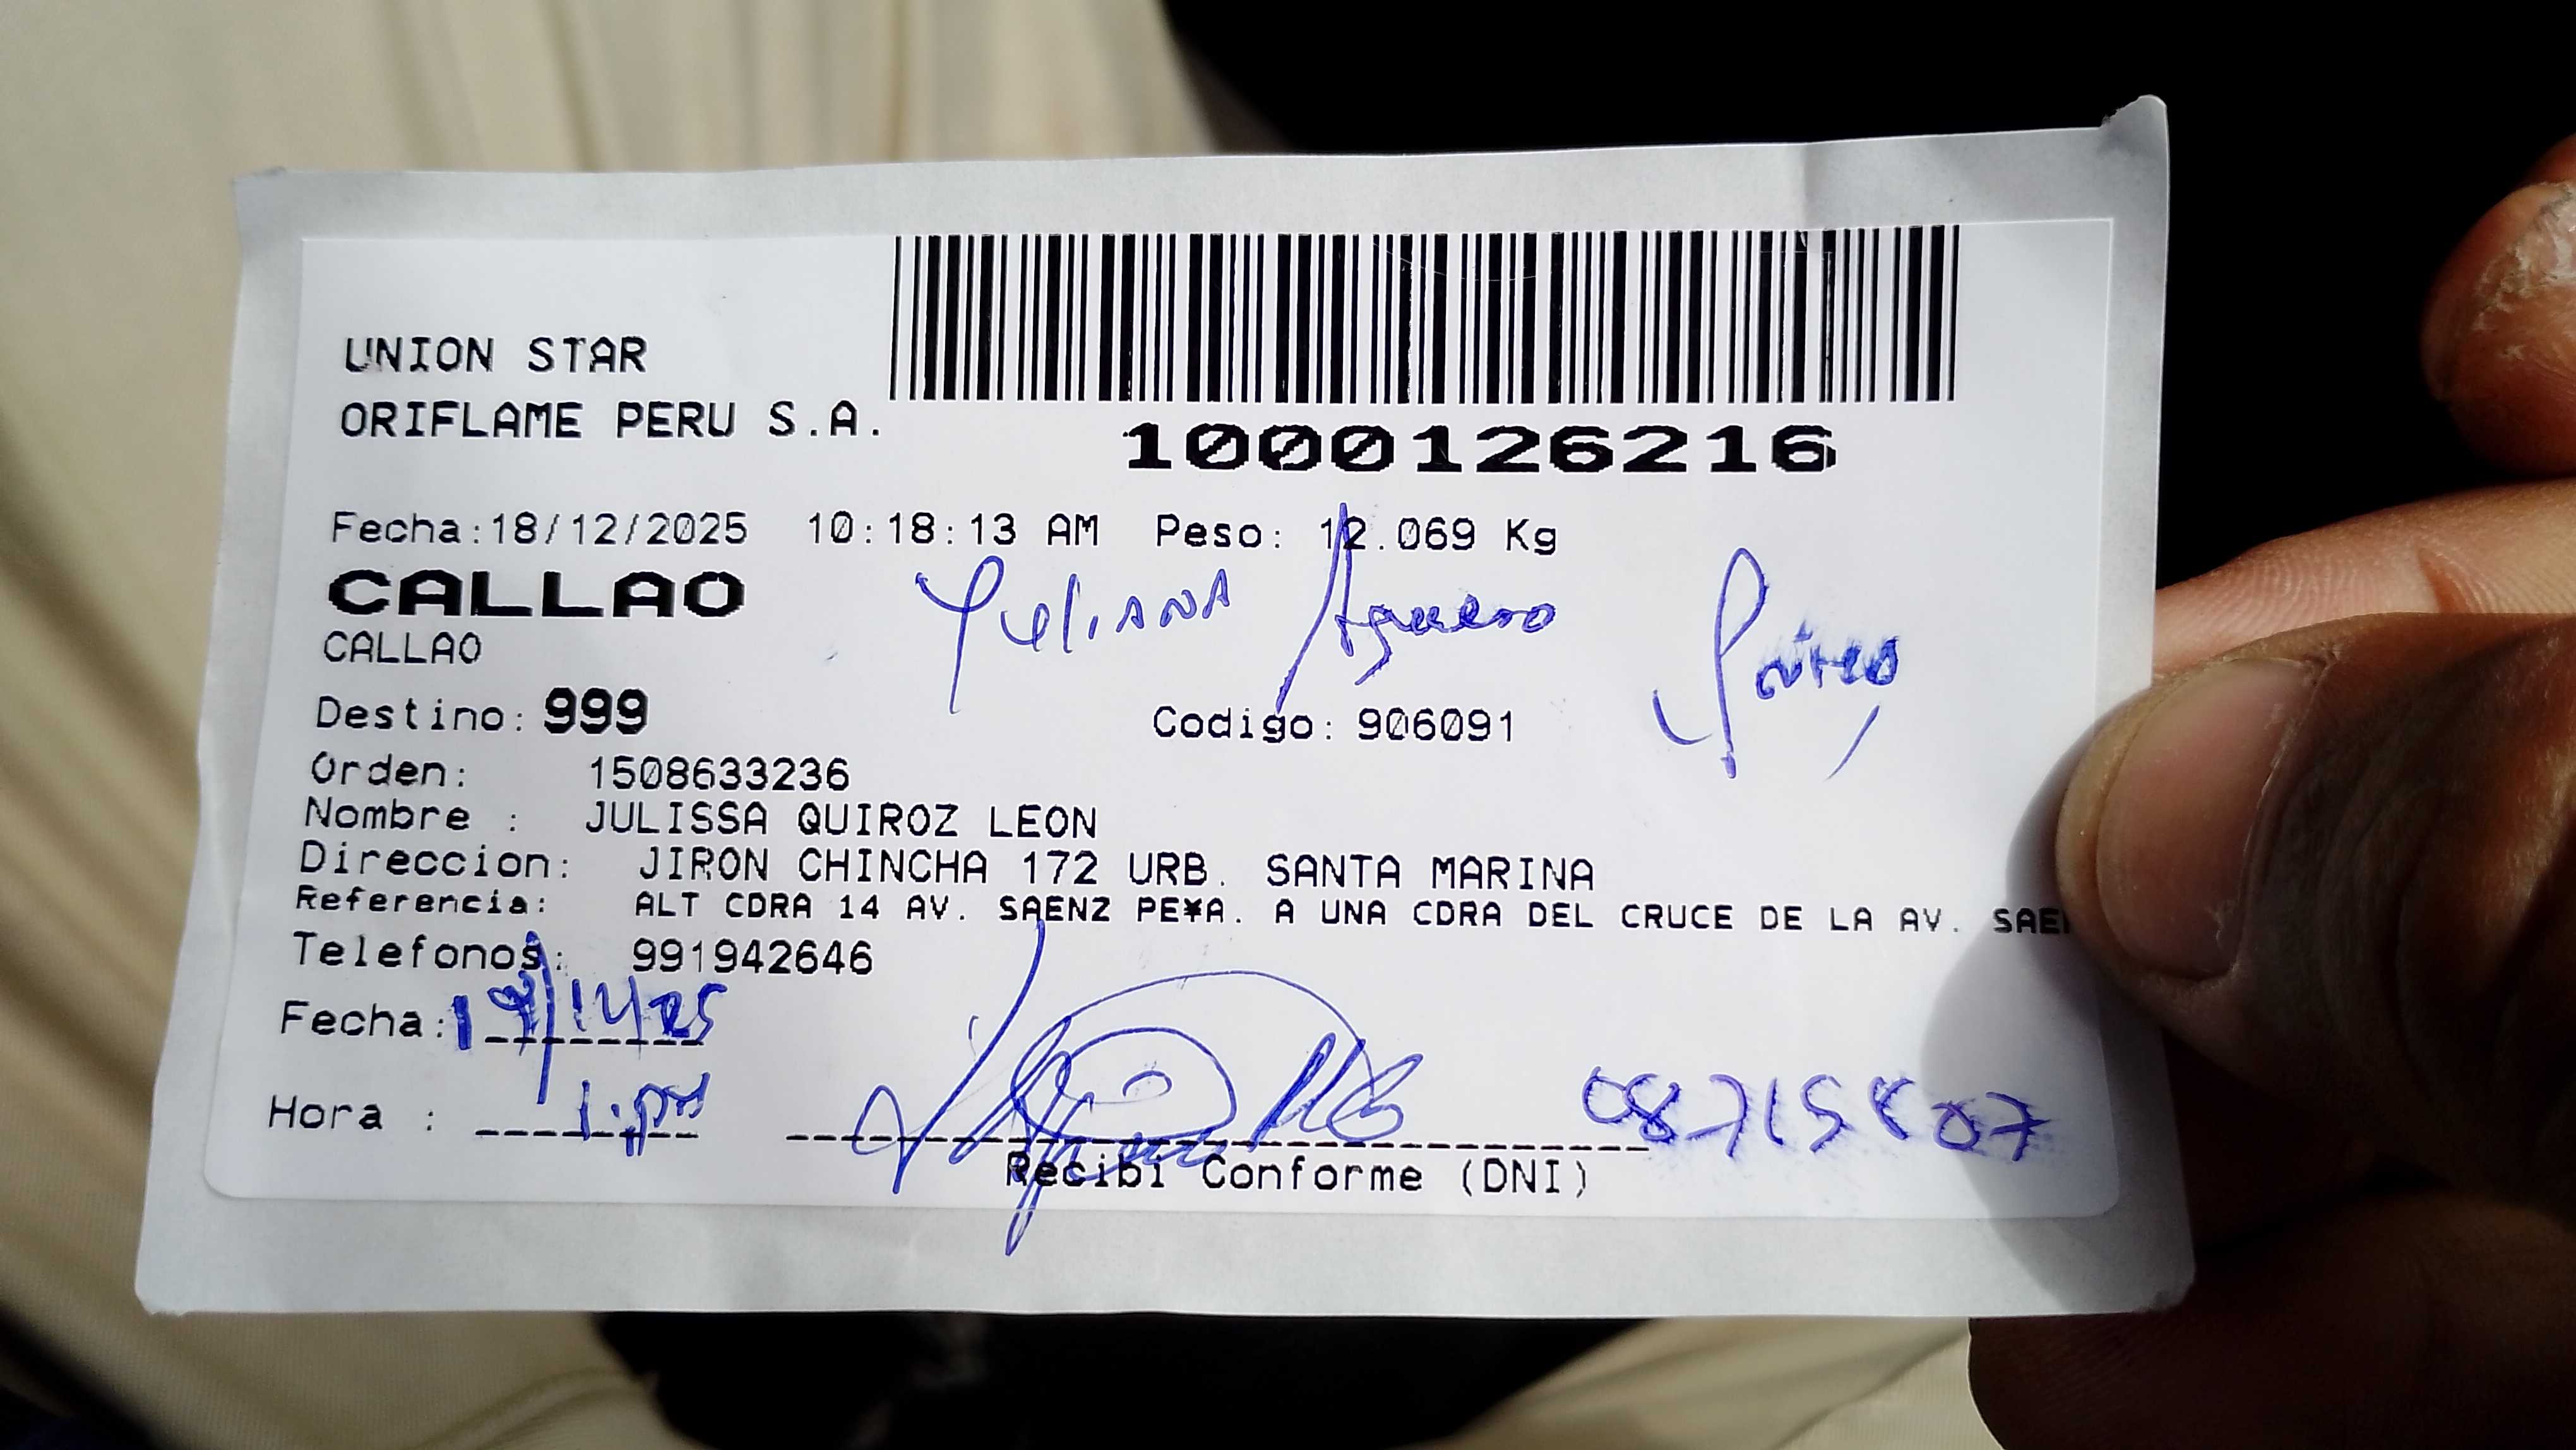 UNION STAR
ORIFLAME PERU S.A.
1000126216
Fecha:18/12/2025 10:18:13 AM Peso: 12.069 Kg
CALLAO
YuliANA Aguero
CALLAO
Destino: 999 Codigo: 906091
Orden: 1508633236
Nombre : JULISSA QUIROZ LEON
Direccion: JIRON CHINCHA 172 URB. SANTA MARINA
Referencia: ALT CDRA 14 AV. SAENZ PE¥A. A UNA CDRA DEL CRUCE DE LA AV. SAE
Telefonos: 991942646
Fecha:
Hora : 1.pm
08715807
Recibi Conforme (DNI)